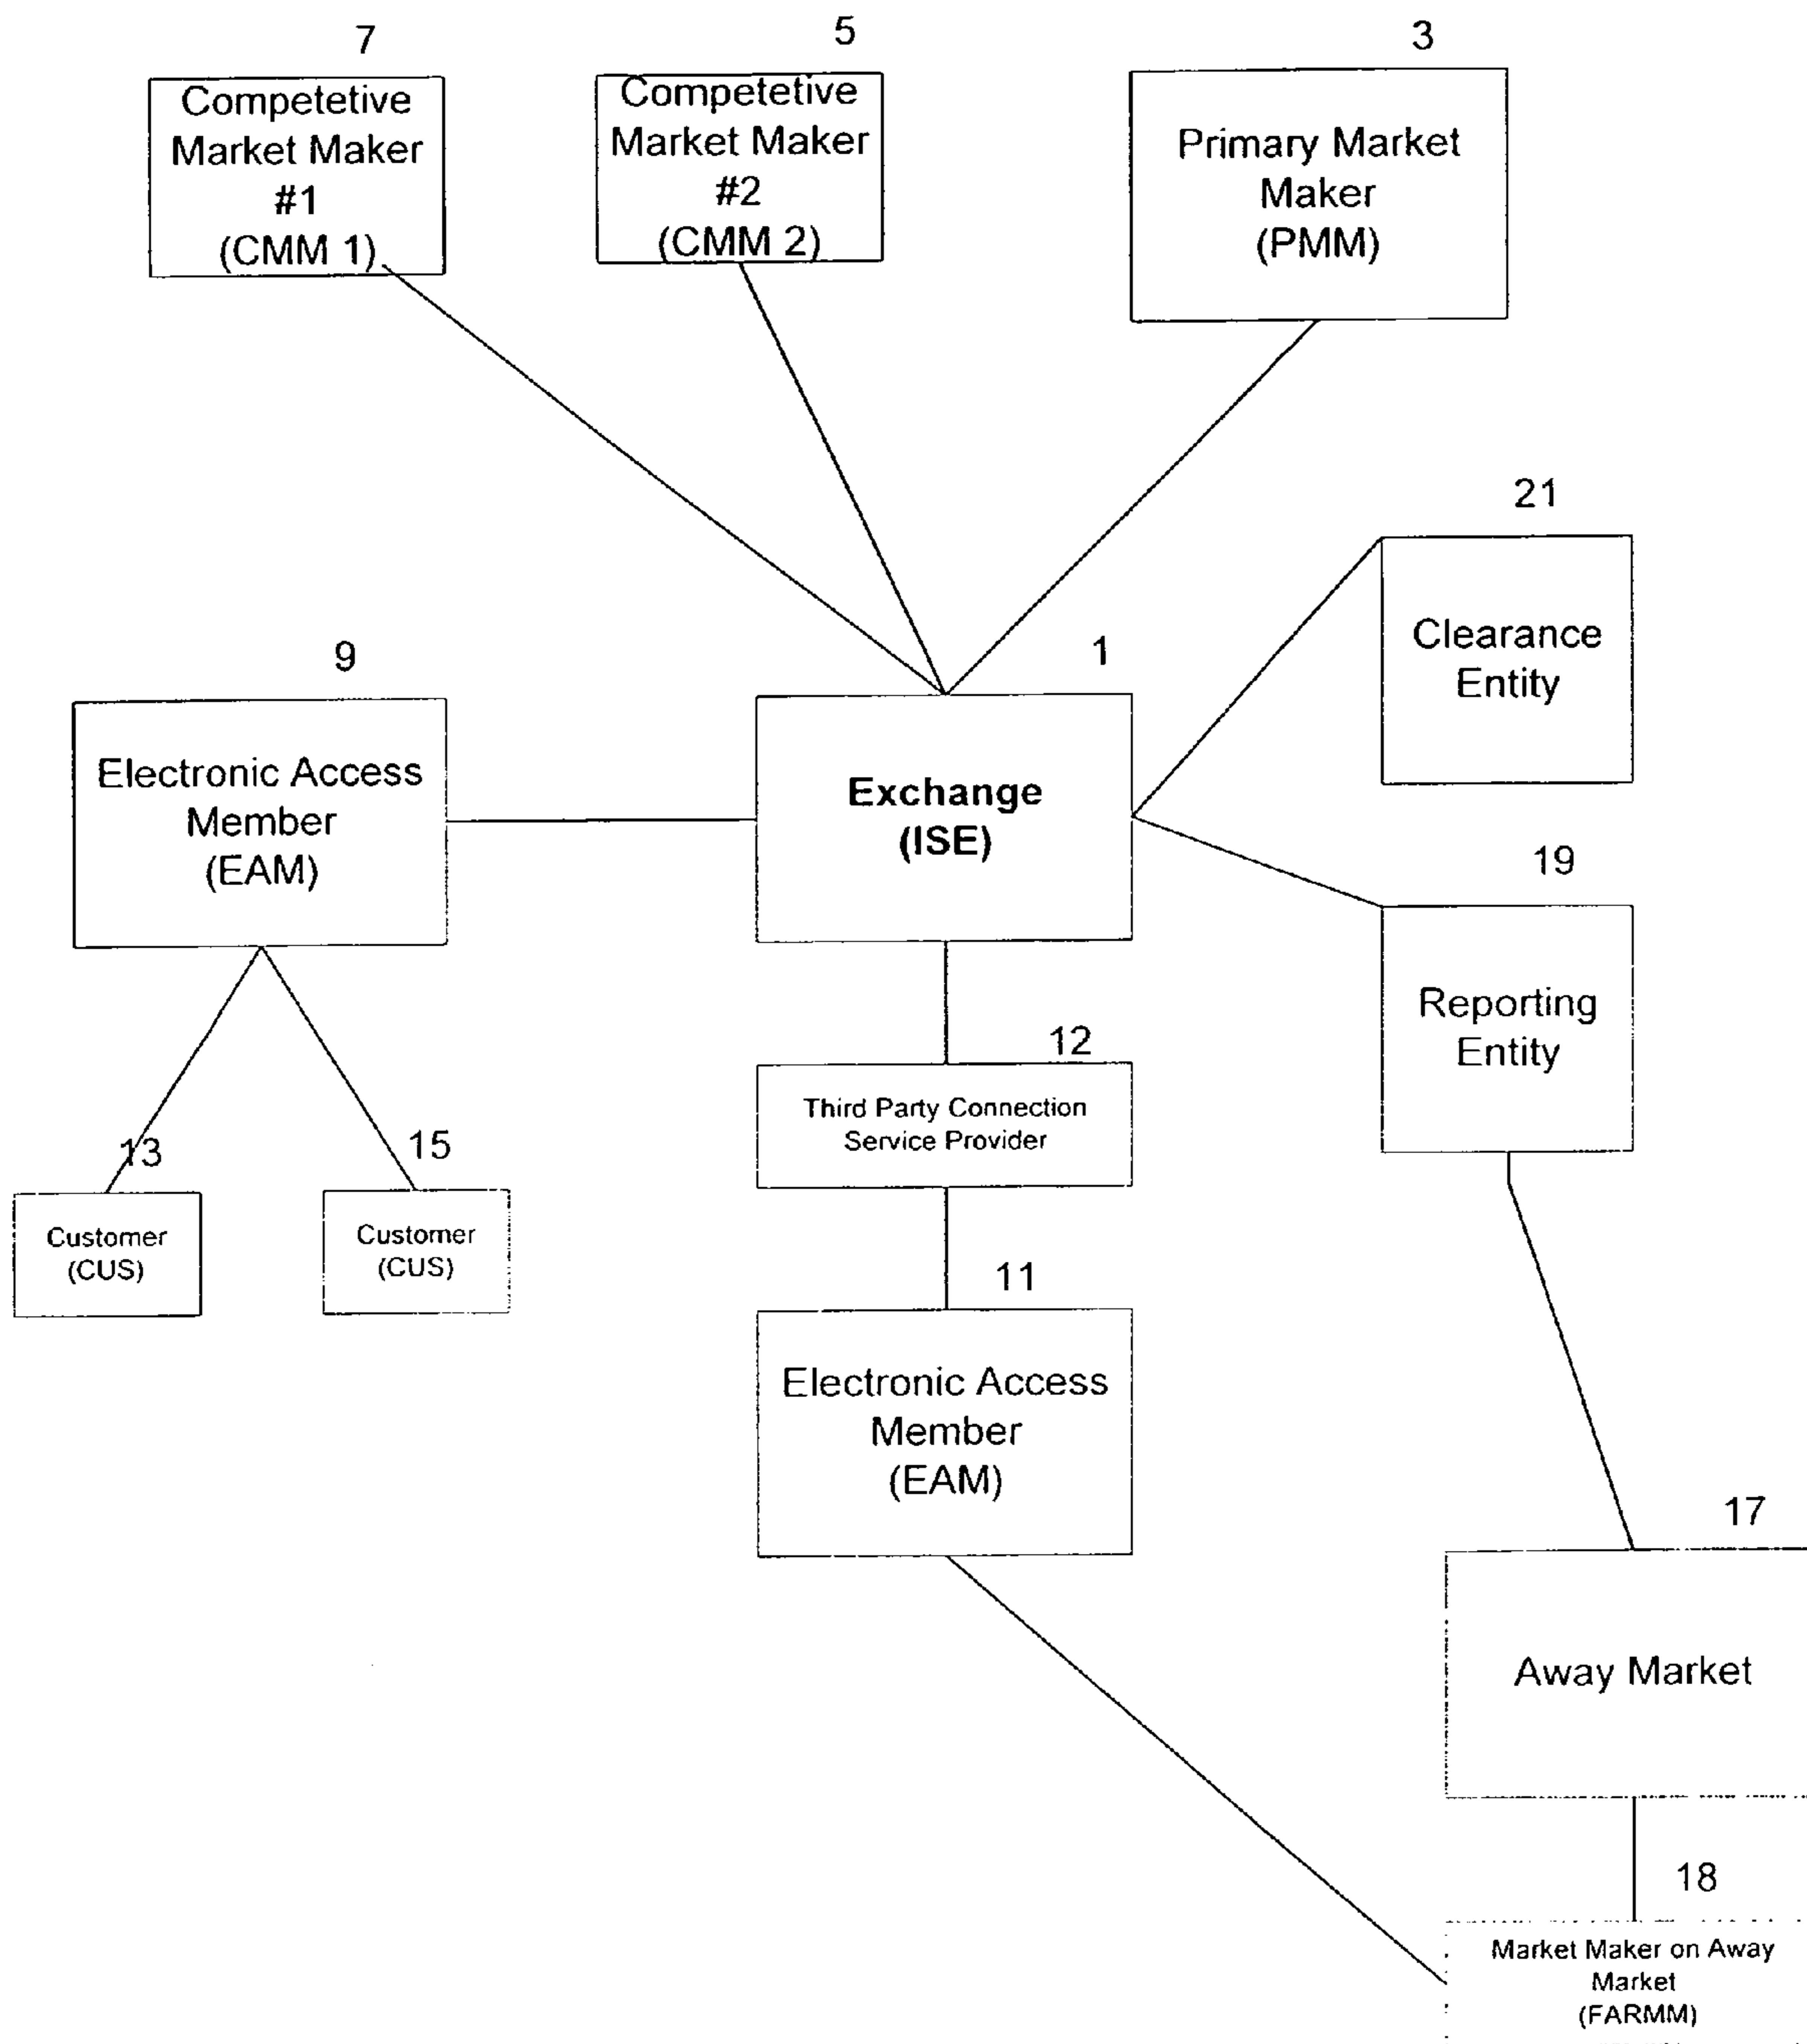 7
Competetive
Market Maker
#1
(CMM 1)
5
Competetive
Market Maker
#2
(CMM 2)
3
Primary Market
Maker
(PMM)
21
Clearance
Entity
9
Electronic Access
Member
(EAM)
1
Exchange
(ISE)
19
Reporting
Entity
12
Third Party Connection
Service Provider
13
Customer
(CUS)
15
Customer
(CUS)
11
Electronic Access
Member
(EAM)
17
Away Market
18
Market Maker on Away
Market
(FARMM)